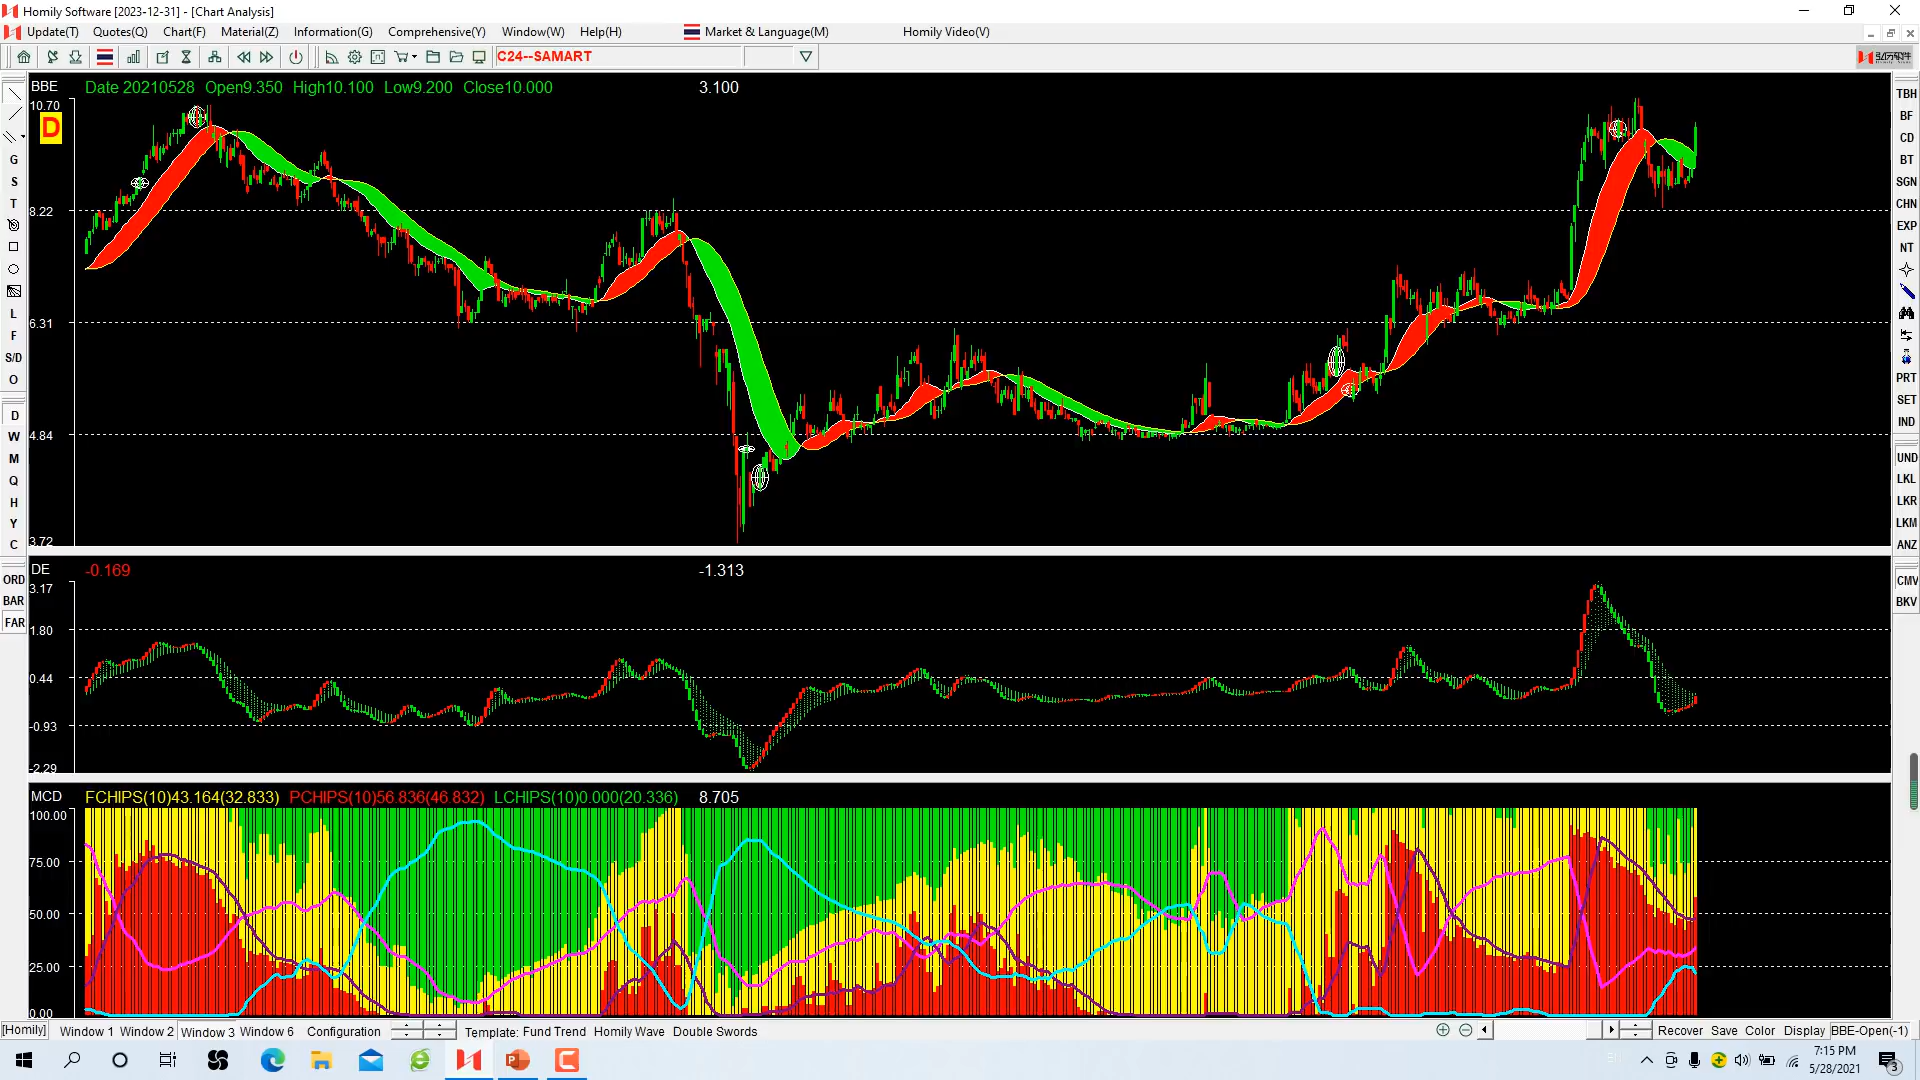 Homily Software [2023-12-31] - [Chart Analysis]
Update(T) Quotes(Q) Chart(F) Material(Z) Information(G) Comprehensive(Y) Window(W) Help(H) Market & Language(M) Homily Video(V)
C24--SAMART
BBE Date 20210528 Open9.350 High10.100 Low9.200 Close10.000 3.100
10.70
D
8.22
6.31
4.84
3.72
DE -0.169 -1.313
3.17
1.80
0.44
-0.93
-2.29
MCD FCHIPS(10)43.164(32.833) PCHIPS(10)56.836(46.832) LCHIPS(10)0.000(20.336) 8.705
100.00
75.00
50.00
25.00
0.00
G
S
T
L
F
S/D
O
D
W
M
Q
H
Y
C
ORD
BAR
FAR
TBH
BF
CD
BT
SGN
CHN
EXP
NT
PRT
SET
IND
UND
LKL
LKR
LKM
ANZ
CMV
BKV
[Homily] Window 1 Window 2 Window 3 Window 6 Configuration Template: Fund Trend Homily Wave Double Swords Recover Save Color Display BBE-Open(-1)
7:15 PM
5/28/2021
3